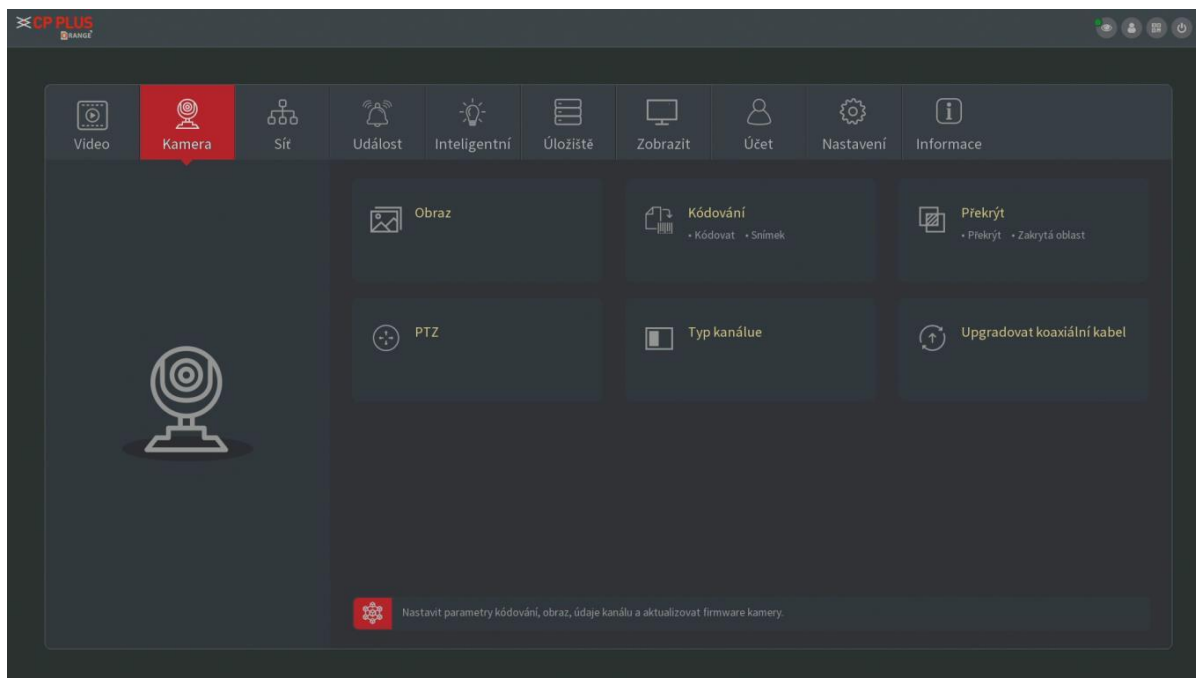 CP PLUS
ORANGE
Video
Kamera
Síť
Událost
Inteligentní
Úložiště
Zobrazit
Účet
Nastavení
Informace
Obraz
Kódování
• Kódovat • Snímek
Překrýt
• Překrýt • Zakrytá oblast
PTZ
Typ kanálue
Upgradovat koaxiální kabel
Nastavit parametry kódování, obraz, údaje kanálu a aktualizovat firmware kamery.